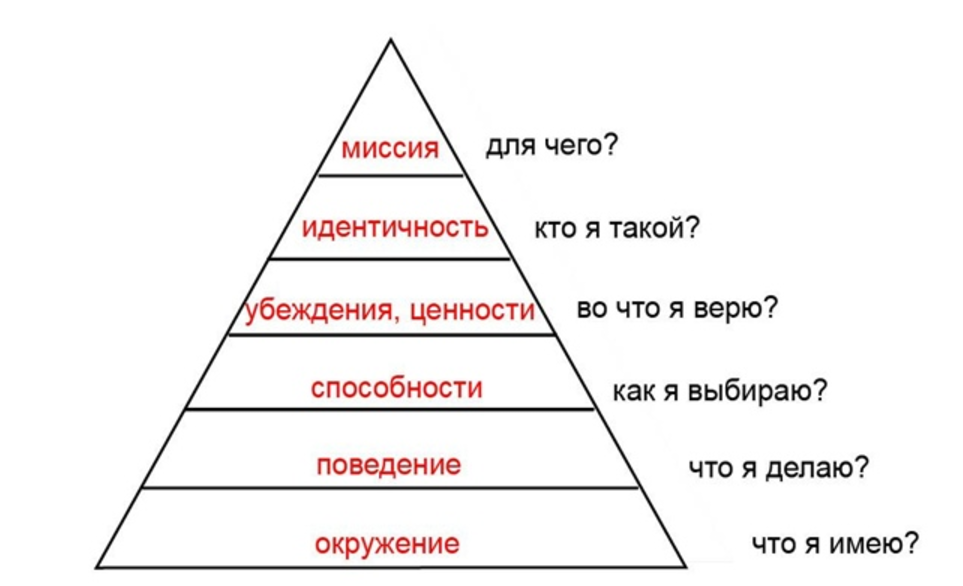 миссия для чего?
идентичность кто я такой?
убеждения, ценности во что я верю?
способности как я выбираю?
поведение что я делаю?
окружение что я имею?